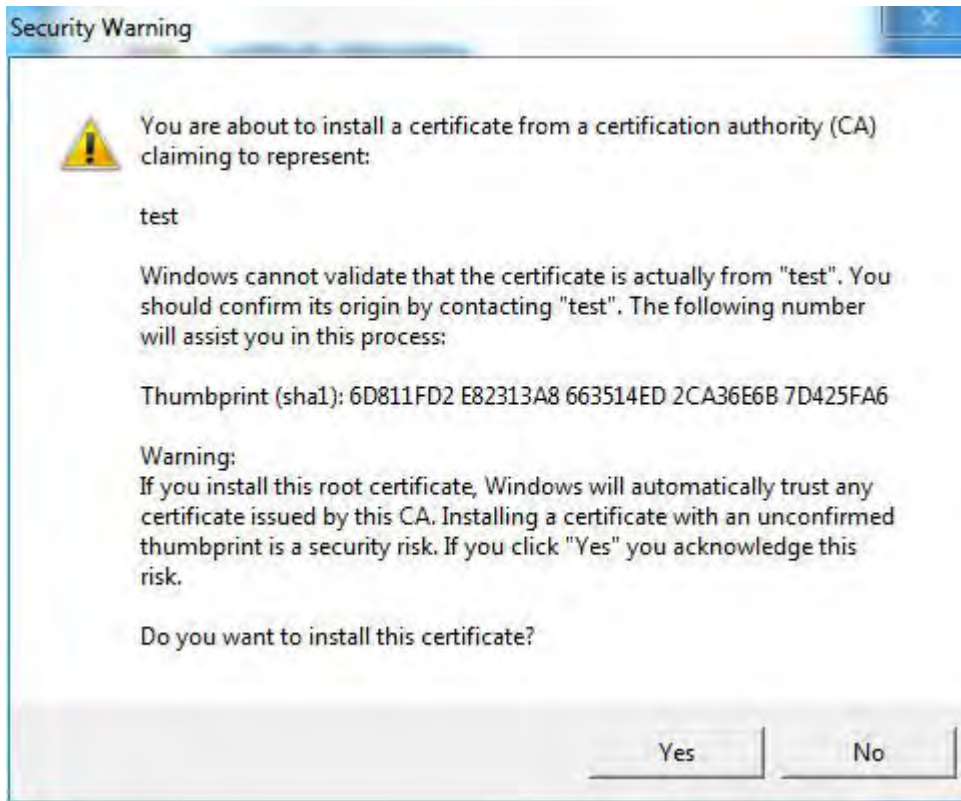 Security Warning
You are about to install a certificate from a certification authority (CA)
claiming to represent:
test
Windows cannot validate that the certificate is actually from "test". You
should confirm its origin by contacting "test". The following number
will assist you in this process:
Thumbprint (sha1): 6D811FD2 E82313A8 663514ED 2CA36E6B 7D425FA6
Warning:
If you install this root certificate, Windows will automatically trust any
certificate issued by this CA. Installing a certificate with an unconfirmed
thumbprint is a security risk. If you click "Yes" you acknowledge this
risk.
Do you want to install this certificate?
Yes No